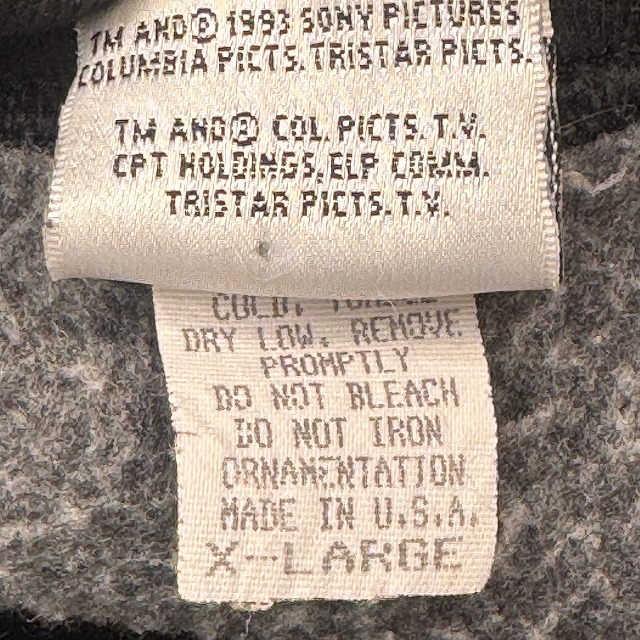 TM AND® 1993 SONY PICTURES
COLUMBIA PICTS.TRISTAR PICTS.
TM AND® COL.PICTS.T.V.
CPT HOLDINGS.ELP COMM.
TRISTAR PICTS.T.V.
DRY LOW. REMOVE
PROMPTLY
DO NOT BLEACH
DO NOT IRON
ORNAMENTATION
MADE IN U.S.A.
X-LARGE